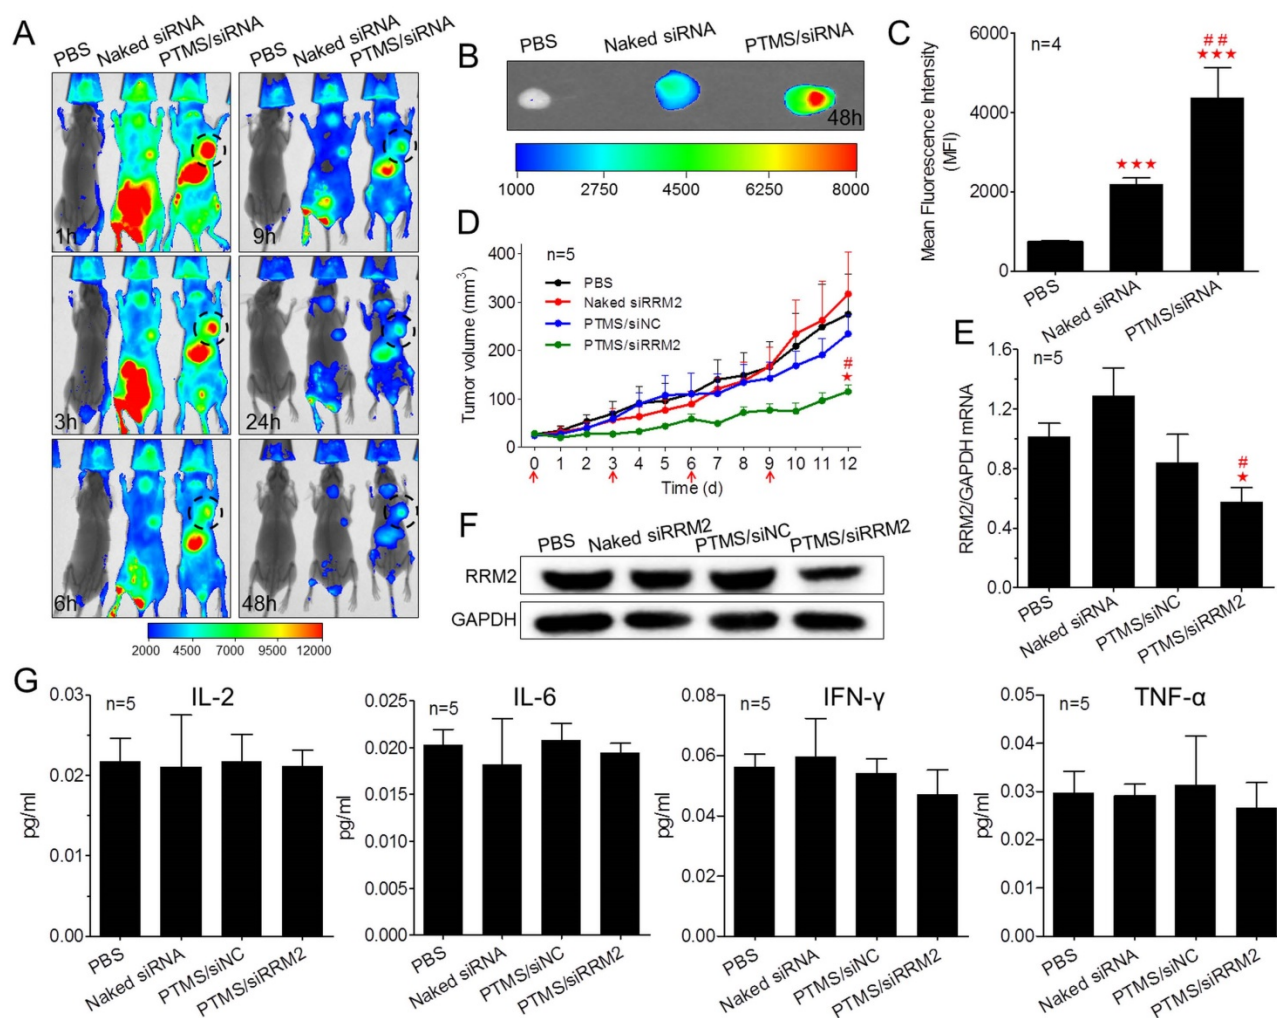 A
PBS
Naked siRNA
PTMS/siRNA
PBS
Naked siRNA
PTMS/siRNA
1h
9h
3h
24h
6h
48h
2000 4500 7000 9500 12000
B
PBS
Naked siRNA
PTMS/siRNA
48h
1000 2750 4500 6250 8000
C
n=4
Mean Fluorescence Intensity
(MFI)
6000
4000
2000
0
##
★★★
★★★
PBS
Naked siRNA
PTMS/siRNA
D
n=5
Tumor volume (mm³)
400
300
200
100
0
PBS
Naked siRRM2
PTMS/siNC
PTMS/siRRM2
#
★
0 1 2 3 4 5 6 7 8 9 10 11 12
Time (d)
E
n=5
RRM2/GAPDH mRNA
1.6
1.2
0.8
0.4
0.0
#
★
PBS
Naked siRNA
PTMS/siNC
PTMS/siRRM2
F
PBS
Naked siRRM2
PTMS/siNC
PTMS/siRRM2
RRM2
GAPDH
G
IL-2
n=5
pg/ml
0.03
0.02
0.01
0.00
PBS
Naked siRNA
PTMS/siNC
PTMS/siRRM2
IL-6
n=5
pg/ml
0.025
0.020
0.015
0.010
0.005
0.000
PBS
Naked siRNA
PTMS/siNC
PTMS/siRRM2
IFN-γ
n=5
pg/ml
0.08
0.06
0.04
0.02
0.00
PBS
Naked siRNA
PTMS/siNC
PTMS/siRRM2
TNF-α
n=5
pg/ml
0.05
0.04
0.03
0.02
0.01
0.00
PBS
Naked siRNA
PTMS/siNC
PTMS/siRRM2